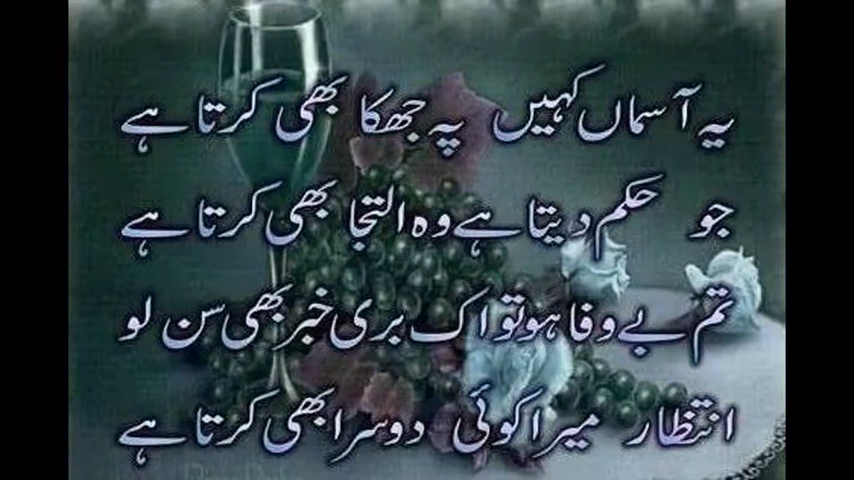 یہ آسماں کہیں پہ جھکا بھی کرتا ہے
جو حکم دیتا ہے وہ التجا بھی کرتا ہے
تم بے وفا ہو تو اک بری خبر بھی سن لو
انتظار میرا کوئی دوسرا بھی کرتا ہے